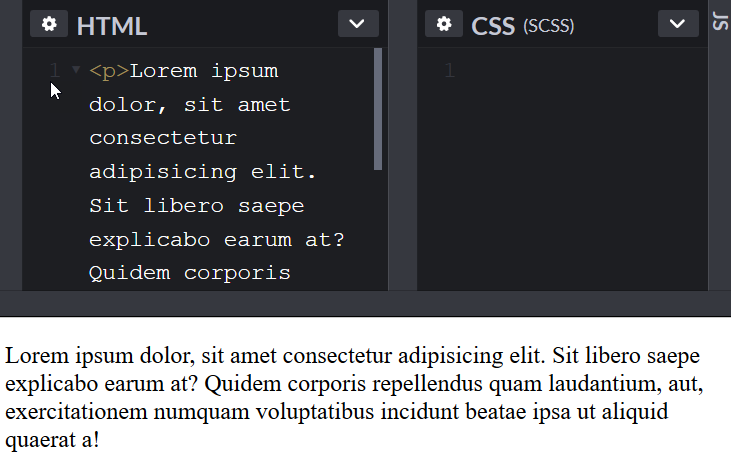 HTML
CSS (SCSS)
JS
1 <p>Lorem ipsum
dolor, sit amet
consectetur
adipisicing elit.
Sit libero saepe
explicabo earum at?
Quidem corporis
1
Lorem ipsum dolor, sit amet consectetur adipisicing elit. Sit libero saepe
explicabo earum at? Quidem corporis repellendus quam laudantium, aut,
exercitationem numquam voluptatibus incidunt beatae ipsa ut aliquid
quaerat a!